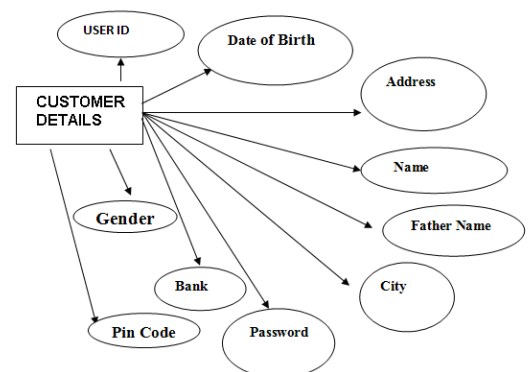 USER ID
Date of Birth
Address
CUSTOMER
DETAILS
Name
Gender
Father Name
Bank
City
Pin Code
Password